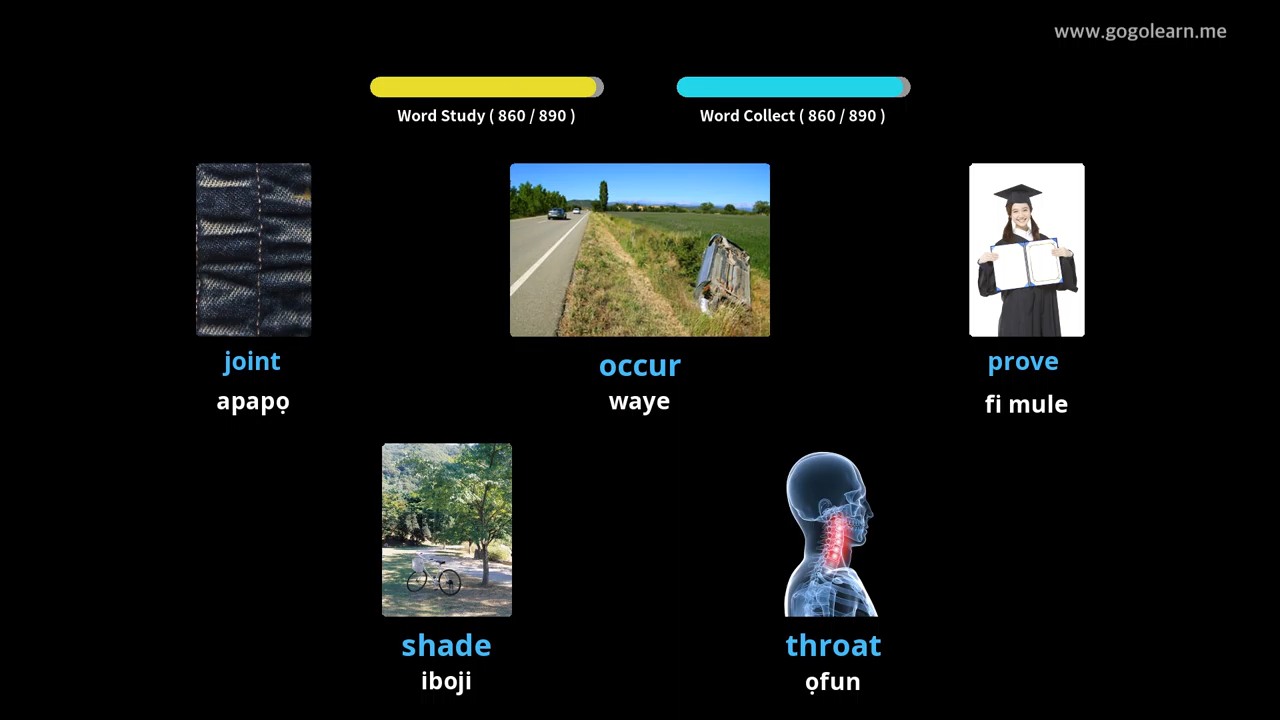 www.gogolearn.me
Word Study ( 860 / 890 )
Word Collect ( 860 / 890 )
joint
apapọ
occur
waye
prove
fi mule
shade
iboji
throat
ọfun